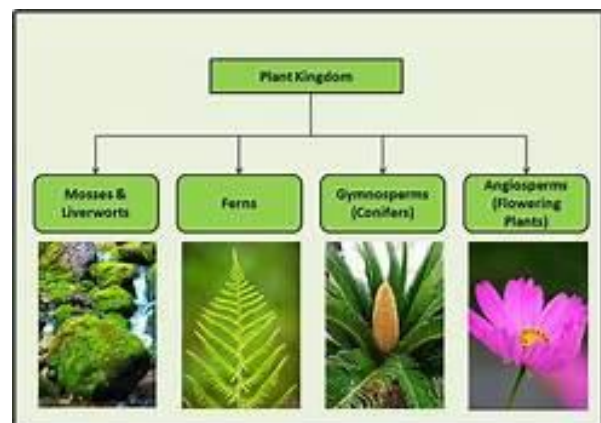 Plant Kingdom
Mosses &
Liverworts
Ferns
Gymnosperms
(Conifers)
Angiosperms
(Flowering
Plants)